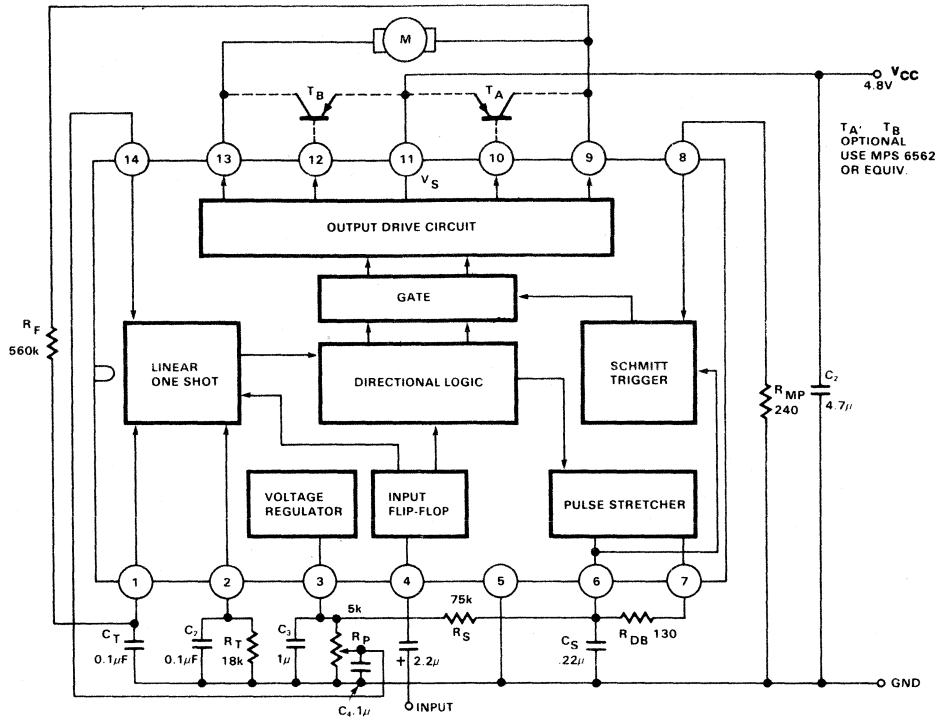 M
VCC
4.8V
TB
TA
TA, TB
OPTIONAL
USE MPS 6562
OR EQUIV.
14
13
12
11
10
9
8
VS
OUTPUT DRIVE CIRCUIT
GATE
RF
560k
LINEAR
ONE SHOT
DIRECTIONAL LOGIC
SCHMITT
TRIGGER
RMP
240
C2
4.7μ
VOLTAGE
REGULATOR
INPUT
FLIP-FLOP
PULSE STRETCHER
1
2
3
4
5
6
7
5k
75k
CT
0.1μF
C2
0.1μF
RT
18k
C3
1μ
RP
+ 2.2μ
RS
CS
.22μ
RDB 130
C4 .1μ
INPUT
GND